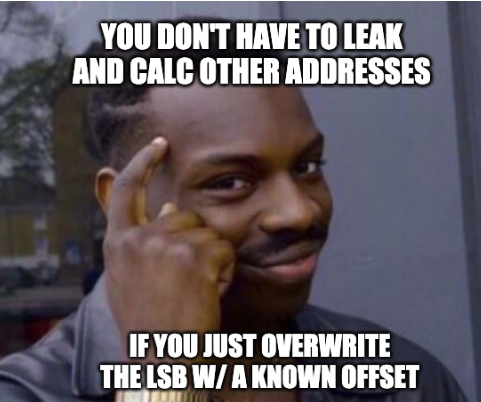 YOU DON'T HAVE TO LEAK
AND CALC OTHER ADDRESSES
IF YOU JUST OVERWRITE
THE LSB W/ A KNOWN OFFSET